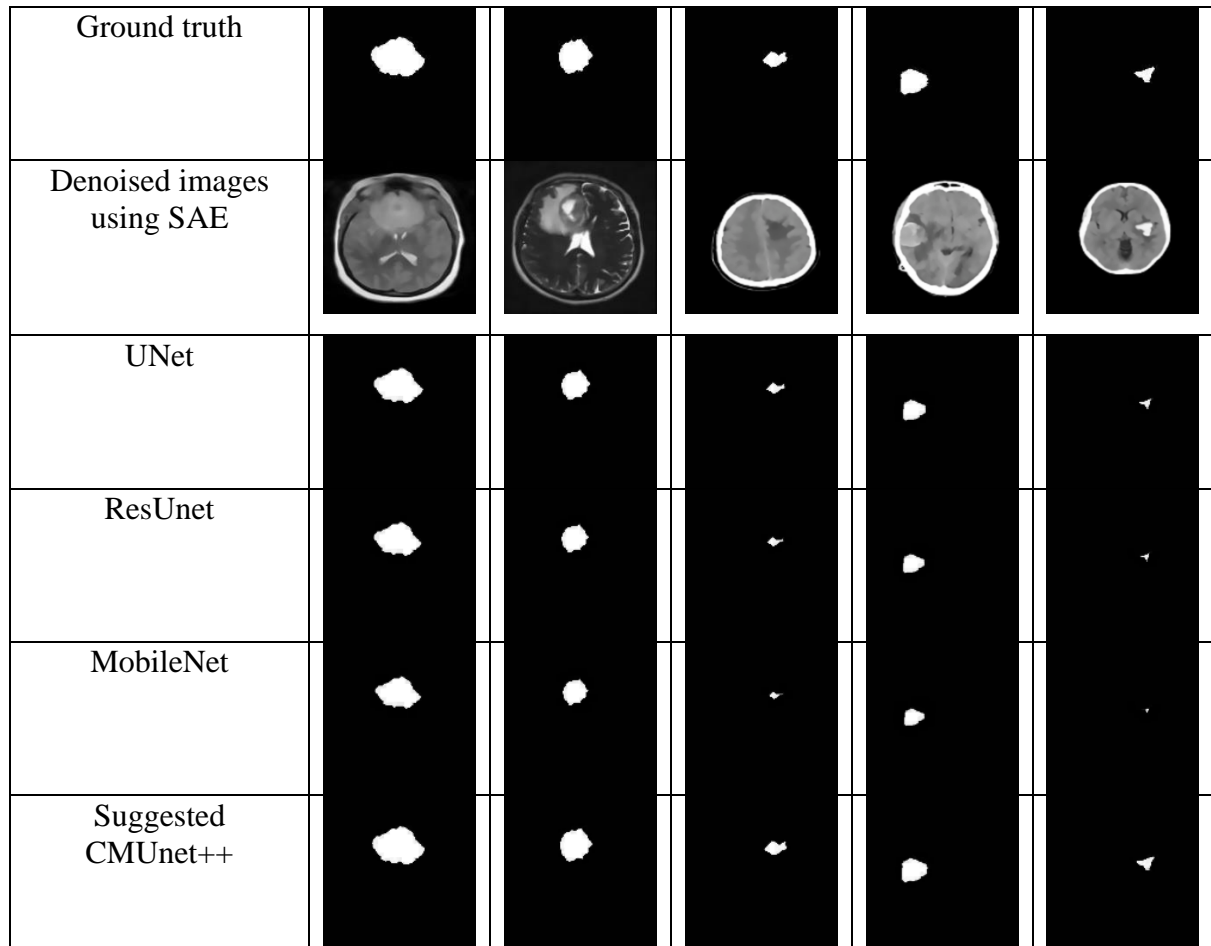 Ground truth
Denoised images
using SAE
UNet
ResUnet
MobileNet
Suggested
CMUnet++